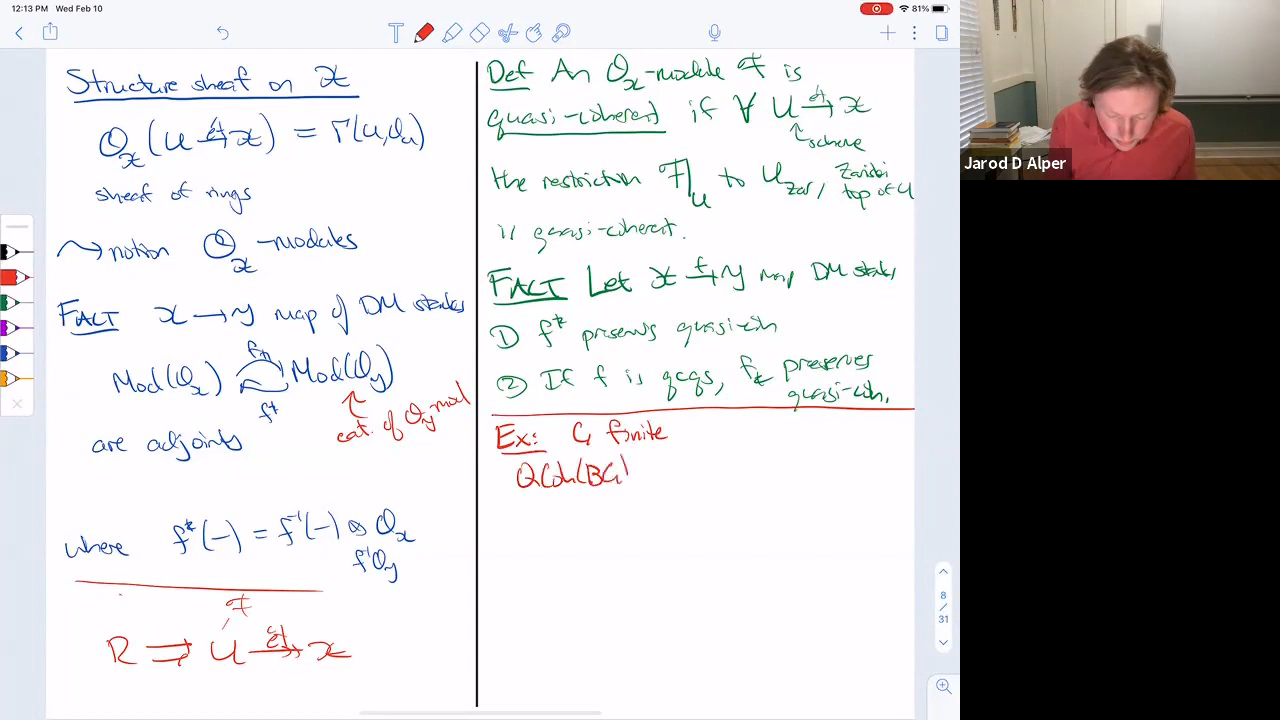 12:13 PM Wed Feb 10
81%
Structure sheaf on 𝒳
𝒪_𝒳 (U →ét 𝒳) = Γ(U, 𝒪_U)
sheaf of rings
⇝ notion 𝒪_𝒳-modules
FACT 𝒳 → 𝒴 map of DM stacks
Mod(𝒪_𝒳) f_* f^* Mod(𝒪_𝒴)
cat. of 𝒪_𝒴 mod
are adjoints
where f^*(-) = f^{-1}(-) ⊗ 𝒪_𝒳
f^{-1}𝒪_𝒴
F
R ⇉ U →ét 𝒳
Def An 𝒪_𝒳-module F is
quasi-coherent if ∀ U →ét 𝒳
scheme
the restriction F|_U to U_zar, Zariski
top of U
is quasi-coherent.
FACT Let 𝒳 →f 𝒴 map DM stacks
① f^* preserves quasi-coh
② If f is qcqs, f_* preserves
quasi-coh.
Ex: G finite
QCoh(BG)
Jarod D Alper
8
/
31